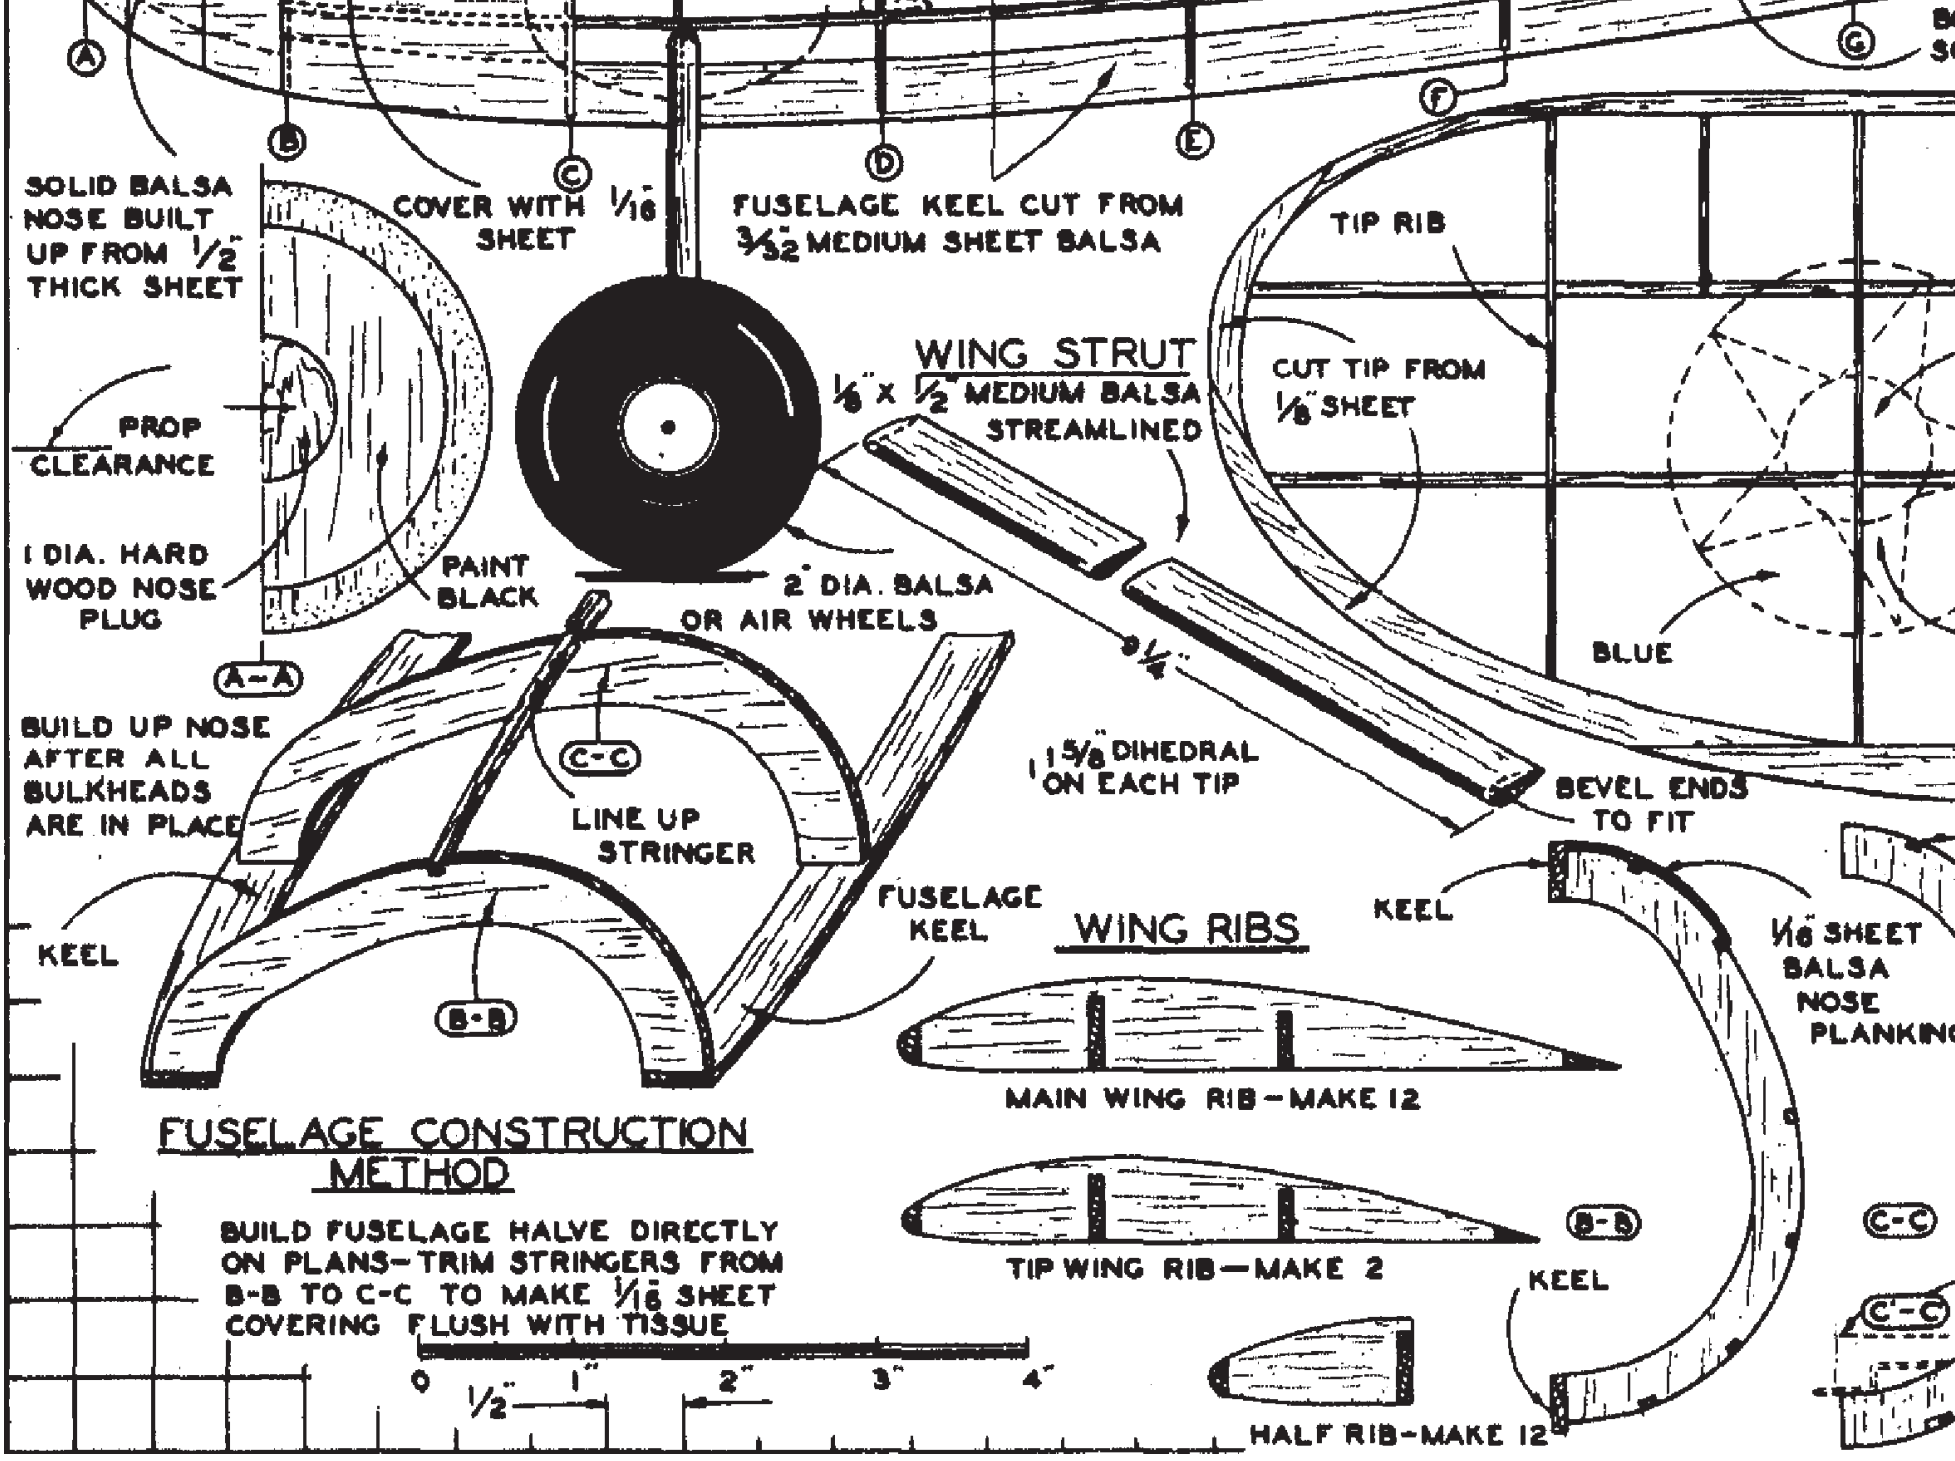 A
B
C
D
E
F
G
SOLID BALSA
NOSE BUILT
UP FROM 1/2"
THICK SHEET
COVER WITH 1/16"
SHEET
FUSELAGE KEEL CUT FROM
3/32" MEDIUM SHEET BALSA
TIP RIB
PROP
CLEARANCE
WING STRUT
1/8" X 1/2" MEDIUM BALSA
STREAMLINED
CUT TIP FROM
1/8" SHEET
1 DIA. HARD
WOOD NOSE
PLUG
PAINT
BLACK
2" DIA. BALSA
OR AIR WHEELS
9 1/4"
BLUE
A-A
BUILD UP NOSE
AFTER ALL
BULKHEADS
ARE IN PLACE
C-C
LINE UP
STRINGER
1 5/8" DIHEDRAL
ON EACH TIP
BEVEL ENDS
TO FIT
KEEL
FUSELAGE
KEEL
B-B
WING RIBS
KEEL
1/16" SHEET
BALSA
NOSE
PLANKING
MAIN WING RIB-MAKE 12
FUSELAGE CONSTRUCTION
METHOD
BUILD FUSELAGE HALVE DIRECTLY
ON PLANS-TRIM STRINGERS FROM
B-B TO C-C TO MAKE 1/16" SHEET
COVERING FLUSH WITH TISSUE
TIP WING RIB-MAKE 2
B-B
C-C
KEEL
C'-C
0 1" 2" 3" 4"
1/2"
HALF RIB-MAKE 12